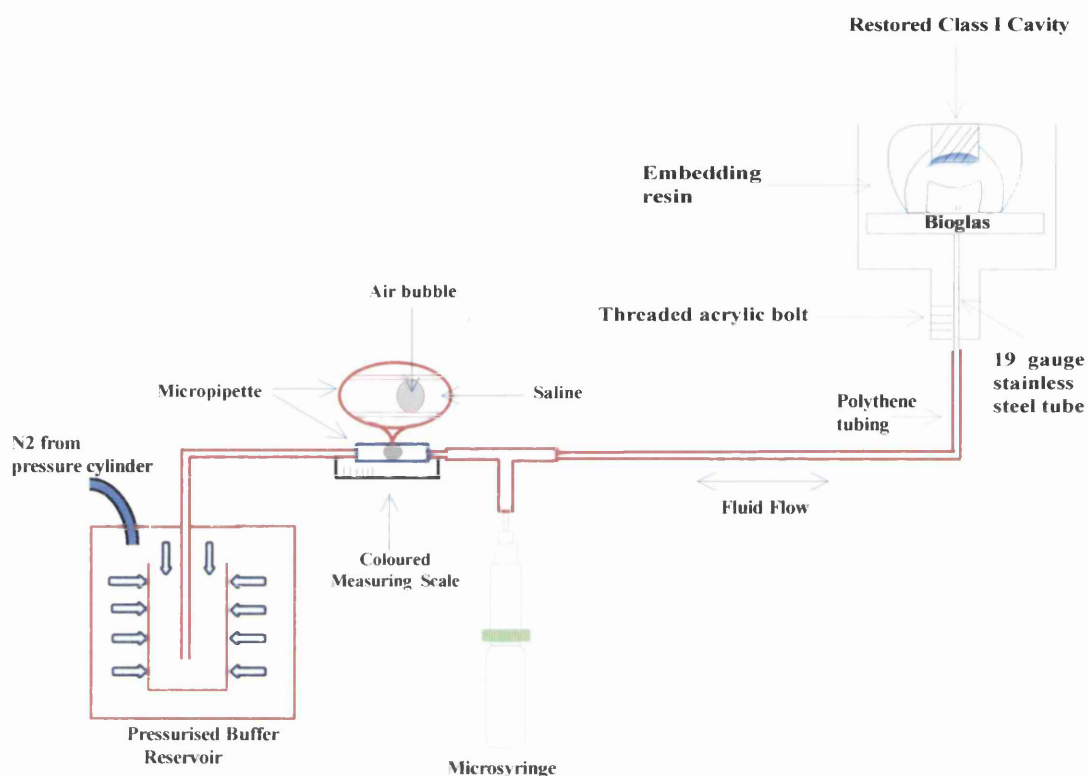 Restored Class I Cavity
Embedding
resin
Bioglas
Air bubble
Threaded acrylic bolt
Micropipette
Saline
19 gauge
stainless
steel tube
Polythene
tubing
N2 from
pressure cylinder
Fluid Flow
Coloured
Measuring Scale
Pressurised Buffer
Reservoir
Microsyringe